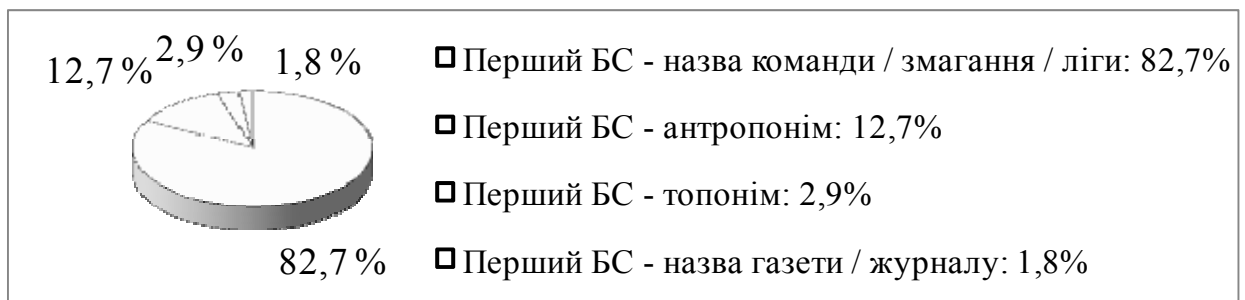 12,7 %
2,9 %
1,8 %
82,7 %
Перший БС - назва команди / змагання / ліги: 82,7%
Перший БС - антропонім: 12,7%
Перший БС - топонім: 2,9%
Перший БС - назва газети / журналу: 1,8%